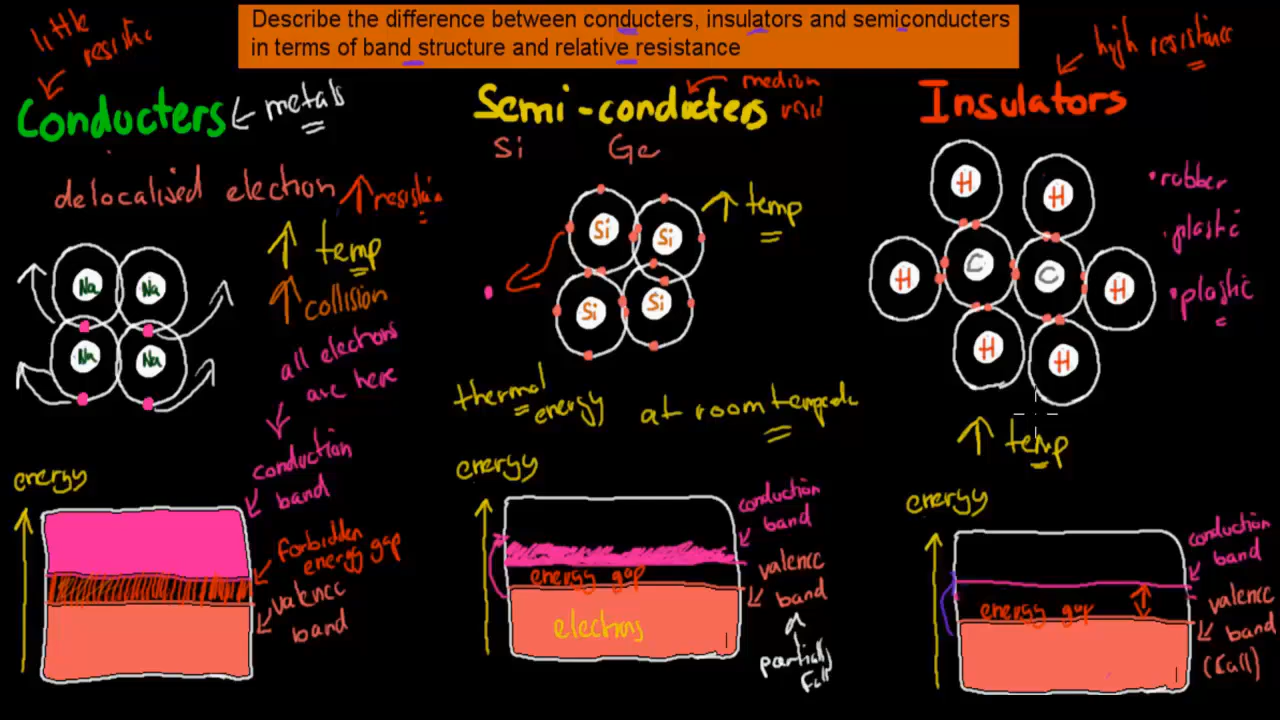 Describe the difference between conducters, insulators and semiconducters
in terms of band structure and relative resistance
little
Conducters ← metals
delocalised electron
↑
↑ temp
↑ collision
all electrons
are here
Na Na
Na Na
energy
conduction
band
forbidden
energy gap
valence
band
medium
Semi-conducters
Si Ge
Si Si
Si Si
↑ temp
thermal
energy
at room
energy
conduction
band
energy gap
valence
band
electrons
partially
full
high resistance
Insulators
H H
H C C H
H H
• rubber
• plastic
• plastic
↑ temp
energy
conduction
band
energy gap
valence
band
(full)